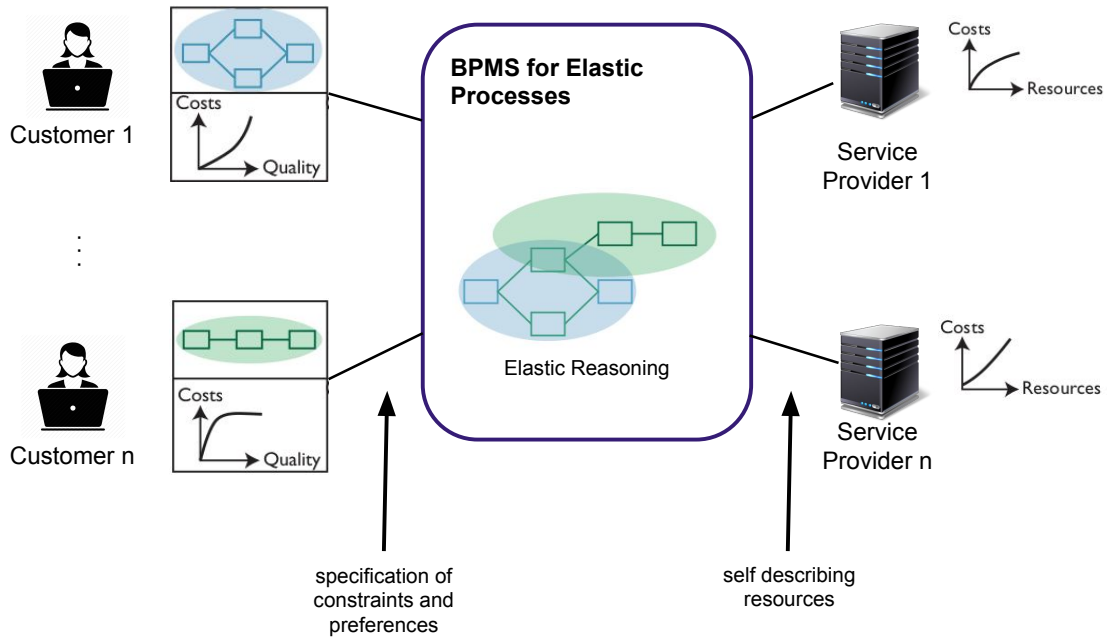 Costs
Quality
Customer 1
BPMS for Elastic
Processes
Costs
Resources
Service
Provider 1
.
.
.
Elastic Reasoning
Costs
Quality
Customer n
Costs
Resources
Service
Provider n
specification of
constraints and
preferences
self describing
resources